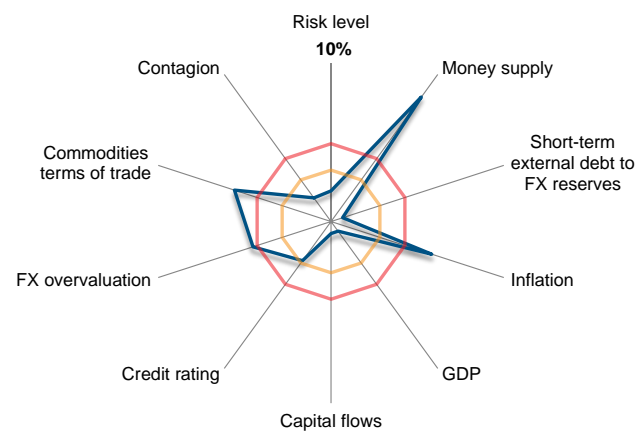 Risk level
10%
Money supply
Short-term
external debt to
FX reserves
Inflation
GDP
Capital flows
Credit rating
FX overvaluation
Commodities
terms of trade
Contagion